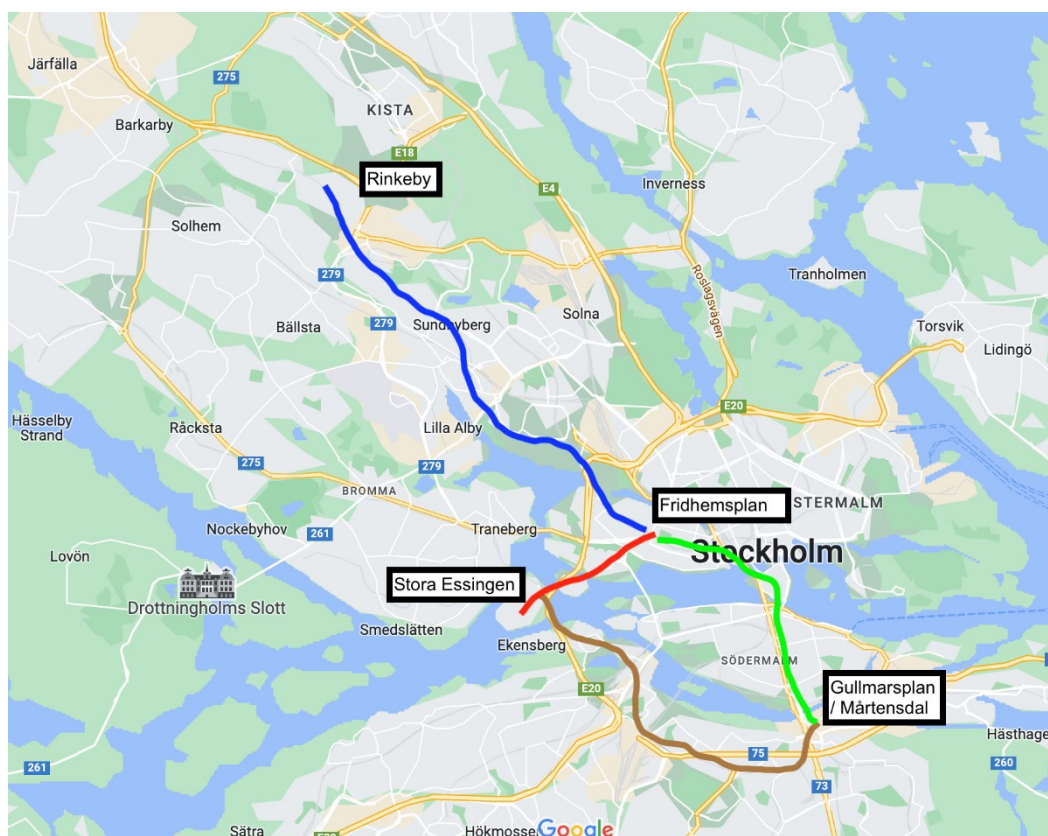 Järfälla
275
KISTA
Barkarby
E18
Rinkeby
E4
Inverness
Solhem
Roslagsvägen
Tranholmen
279
Bällsta
279
Sundbyberg
Solna
Torsvik
Lidingö
E20
Hässelby
Strand
Råcksta
Lilla Alby
279
275
BROMMA
Fridhemsplan
STERMALM
Nockebyhov
261
Traneberg
Stockholm
Lovön
Stora Essingen
Drottningholms Slott
Smedslätten
Ekensberg
SÖDERMALM
E20
Gullmarsplan
/ Mårtensdal
Hästhage
75
261
73
260
Sätra
Hökmosse
Google